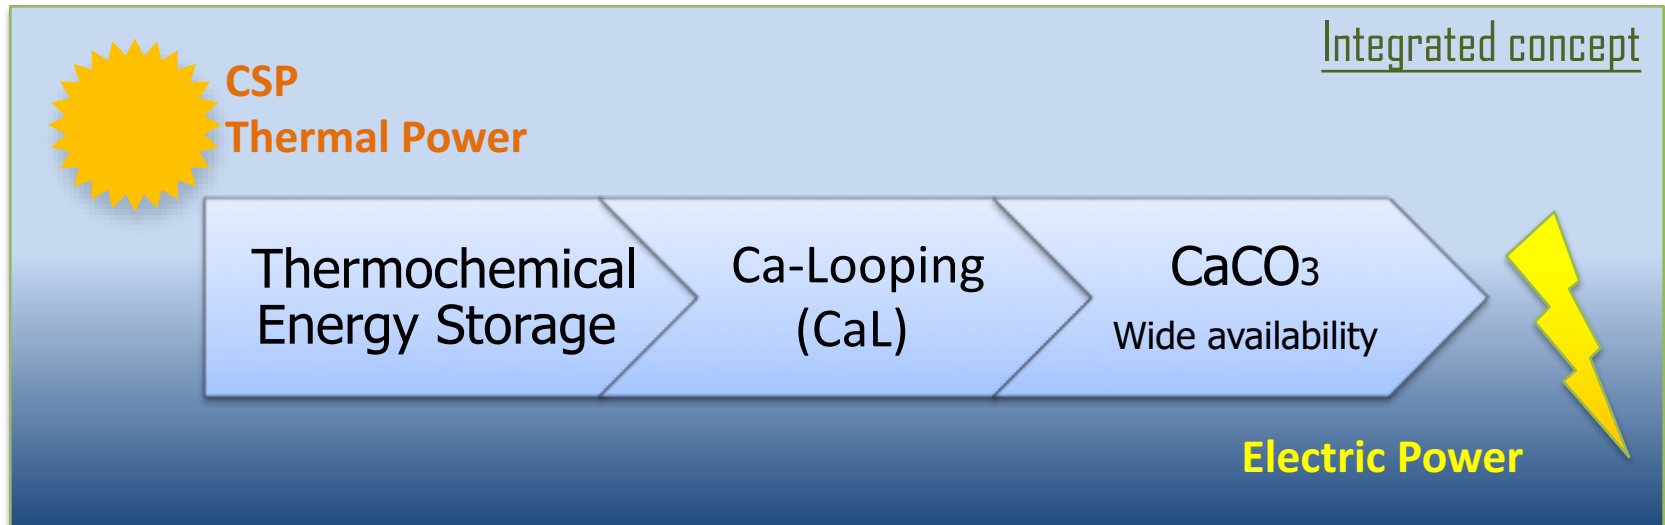 Integrated concept
CSP
Thermal Power
Thermochemical
Energy Storage
Ca-Looping
(CaL)
CaCO3
Wide availability
Electric Power